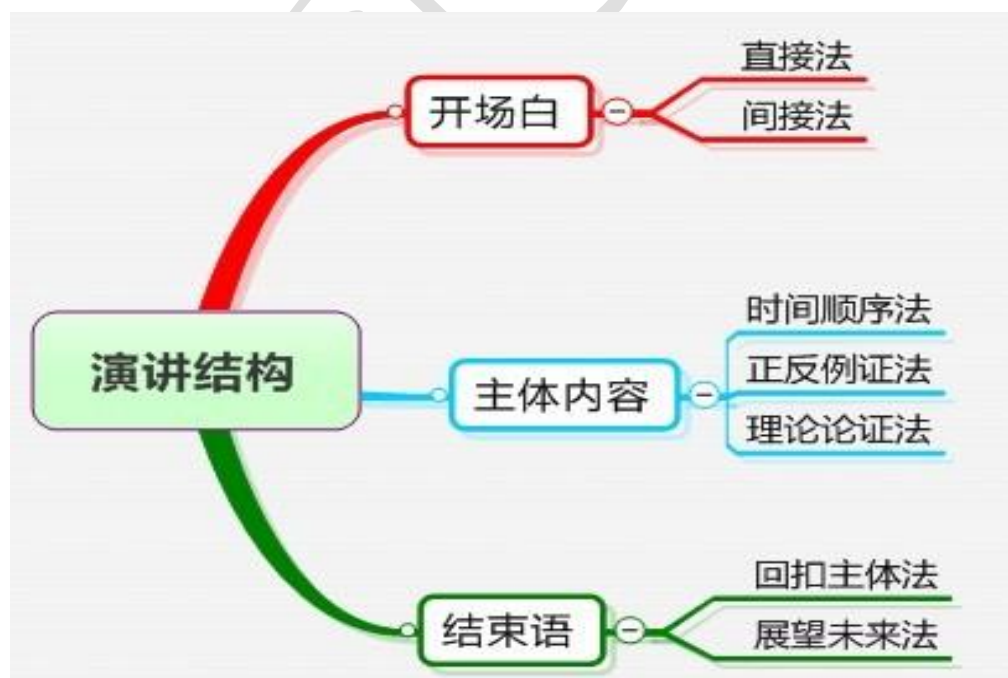 直接法
开场白
间接法
时间顺序法
演讲结构
主体内容
正反例证法
理论论证法
回扣主体法
结束语
展望未来法